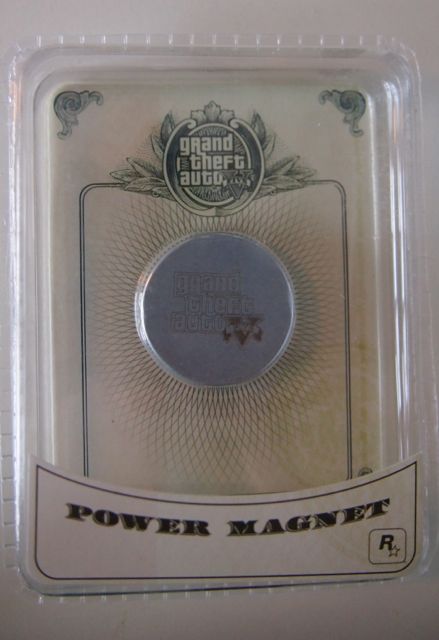 grand
theft
auto V
grand
theft
auto V
POWER MAGNET
R